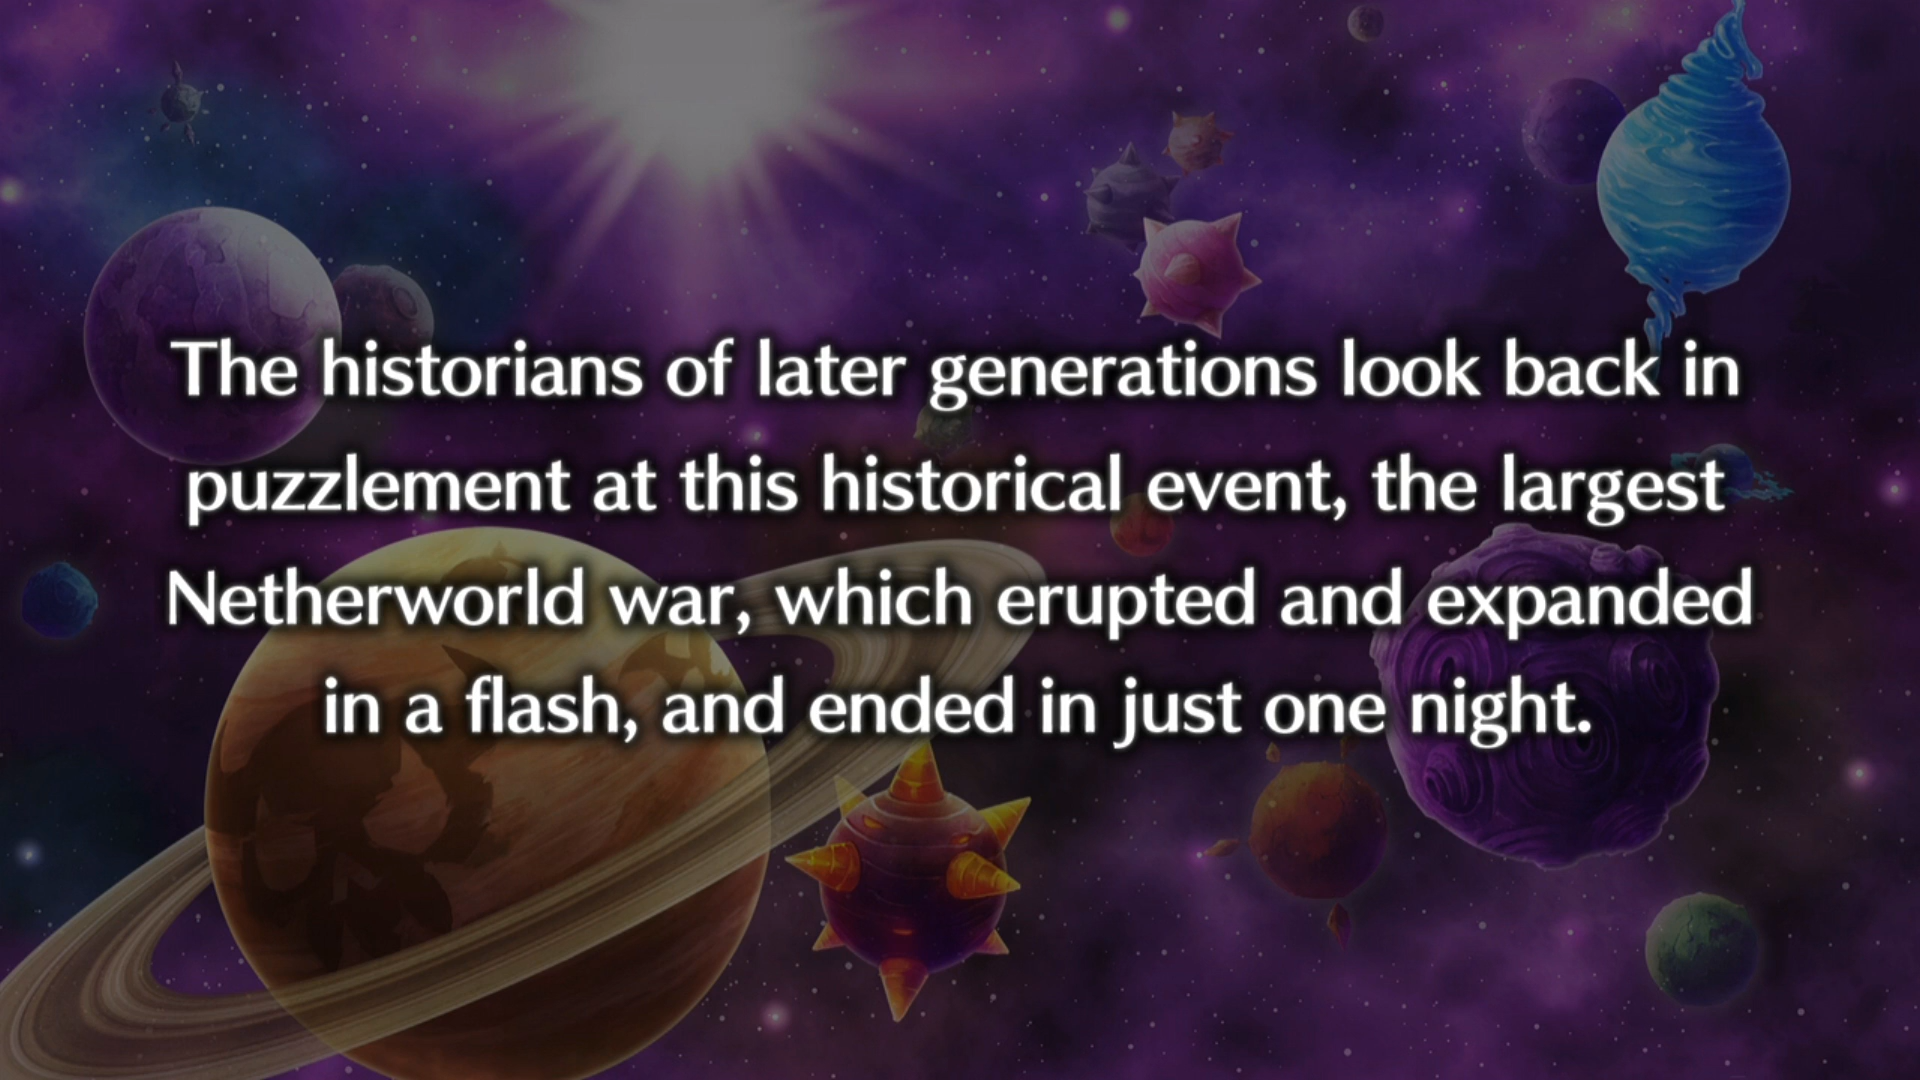 The historians of later generations look back in
puzzlement at this historical event, the largest
Netherworld war, which erupted and expanded
in a flash, and ended in just one night.